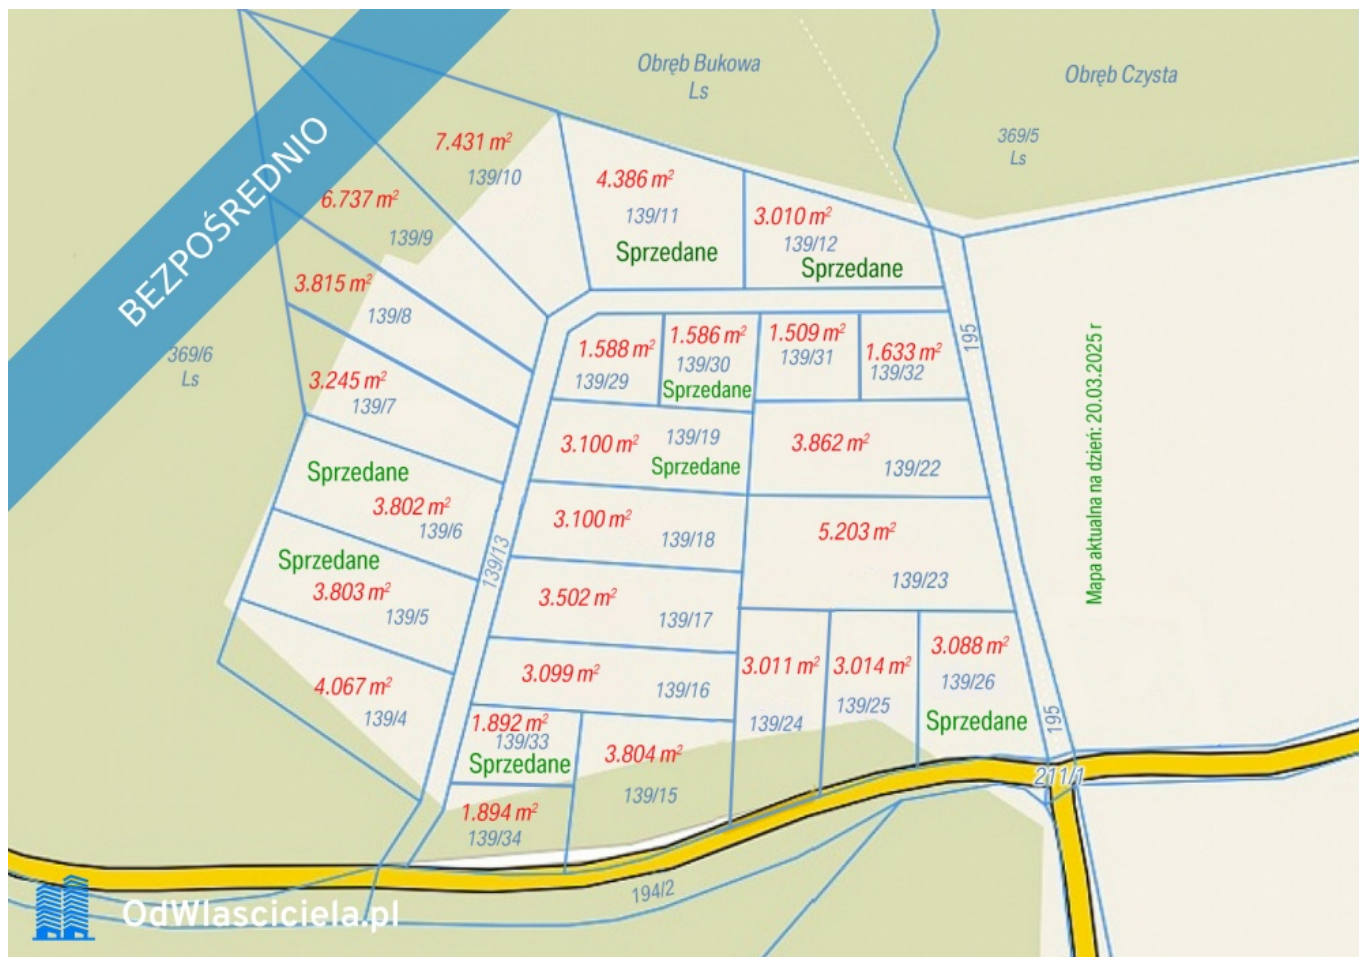 BEZPOŚREDNIO
Obręb Bukowa
Ls
Obręb Czysta
369/5
Ls
7.431 m²
139/10
6.737 m²
139/9
4.386 m²
139/11
Sprzedane
3.010 m²
139/12
Sprzedane
3.815 m²
139/8
369/6
Ls
3.245 m²
139/7
1.588 m²
139/29
1.586 m²
139/30
Sprzedane
1.509 m²
139/31
1.633 m²
139/32
195
Mapa aktualna na dzień: 20.03.2025 r
3.100 m²
139/19
Sprzedane
3.862 m²
139/22
Sprzedane
3.802 m²
139/6
3.100 m²
139/18
5.203 m²
139/23
139/13
Sprzedane
3.803 m²
139/5
3.502 m²
139/17
4.067 m²
139/4
3.099 m²
139/16
3.011 m²
139/24
3.014 m²
139/25
3.088 m²
139/26
Sprzedane
195
1.892 m²
139/33
Sprzedane
3.804 m²
139/15
211/1
1.894 m²
139/34
194/2
OdWlasciciela.pl